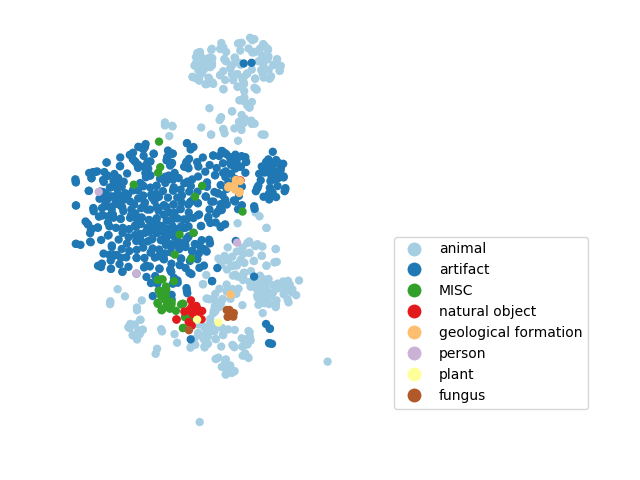 animal
artifact
MISC
natural object
geological formation
person
plant
fungus